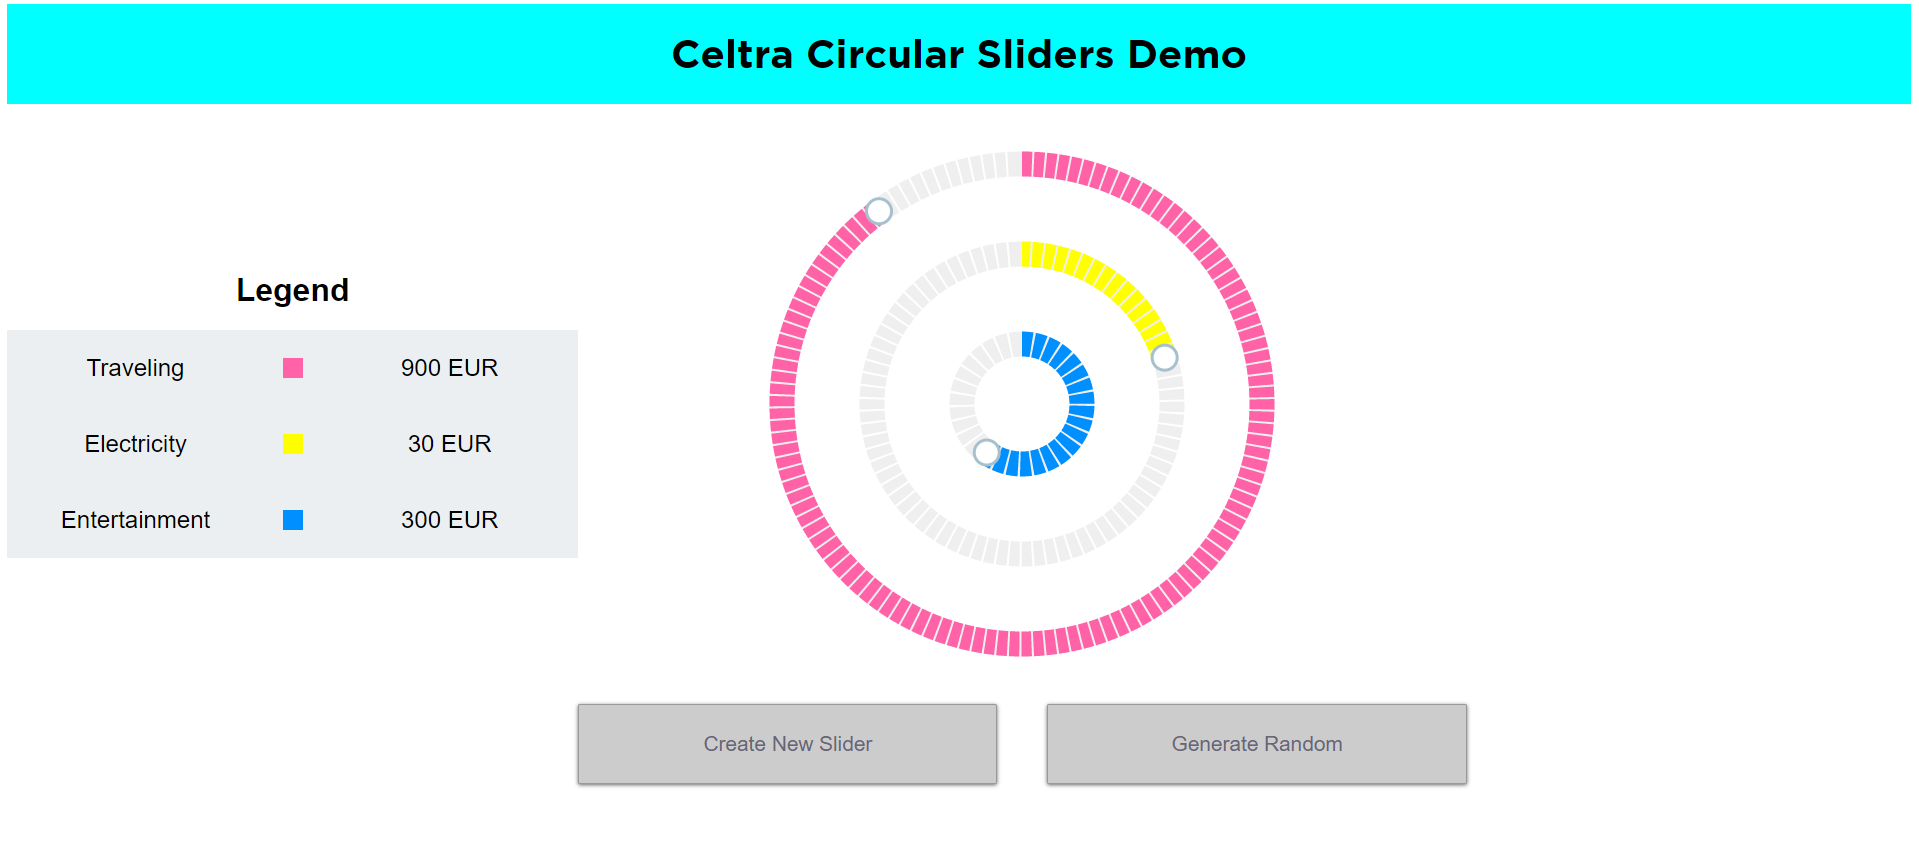 Celtra Circular Sliders Demo
Legend
Traveling 900 EUR
Electricity 30 EUR
Entertainment 300 EUR
Create New Slider
Generate Random